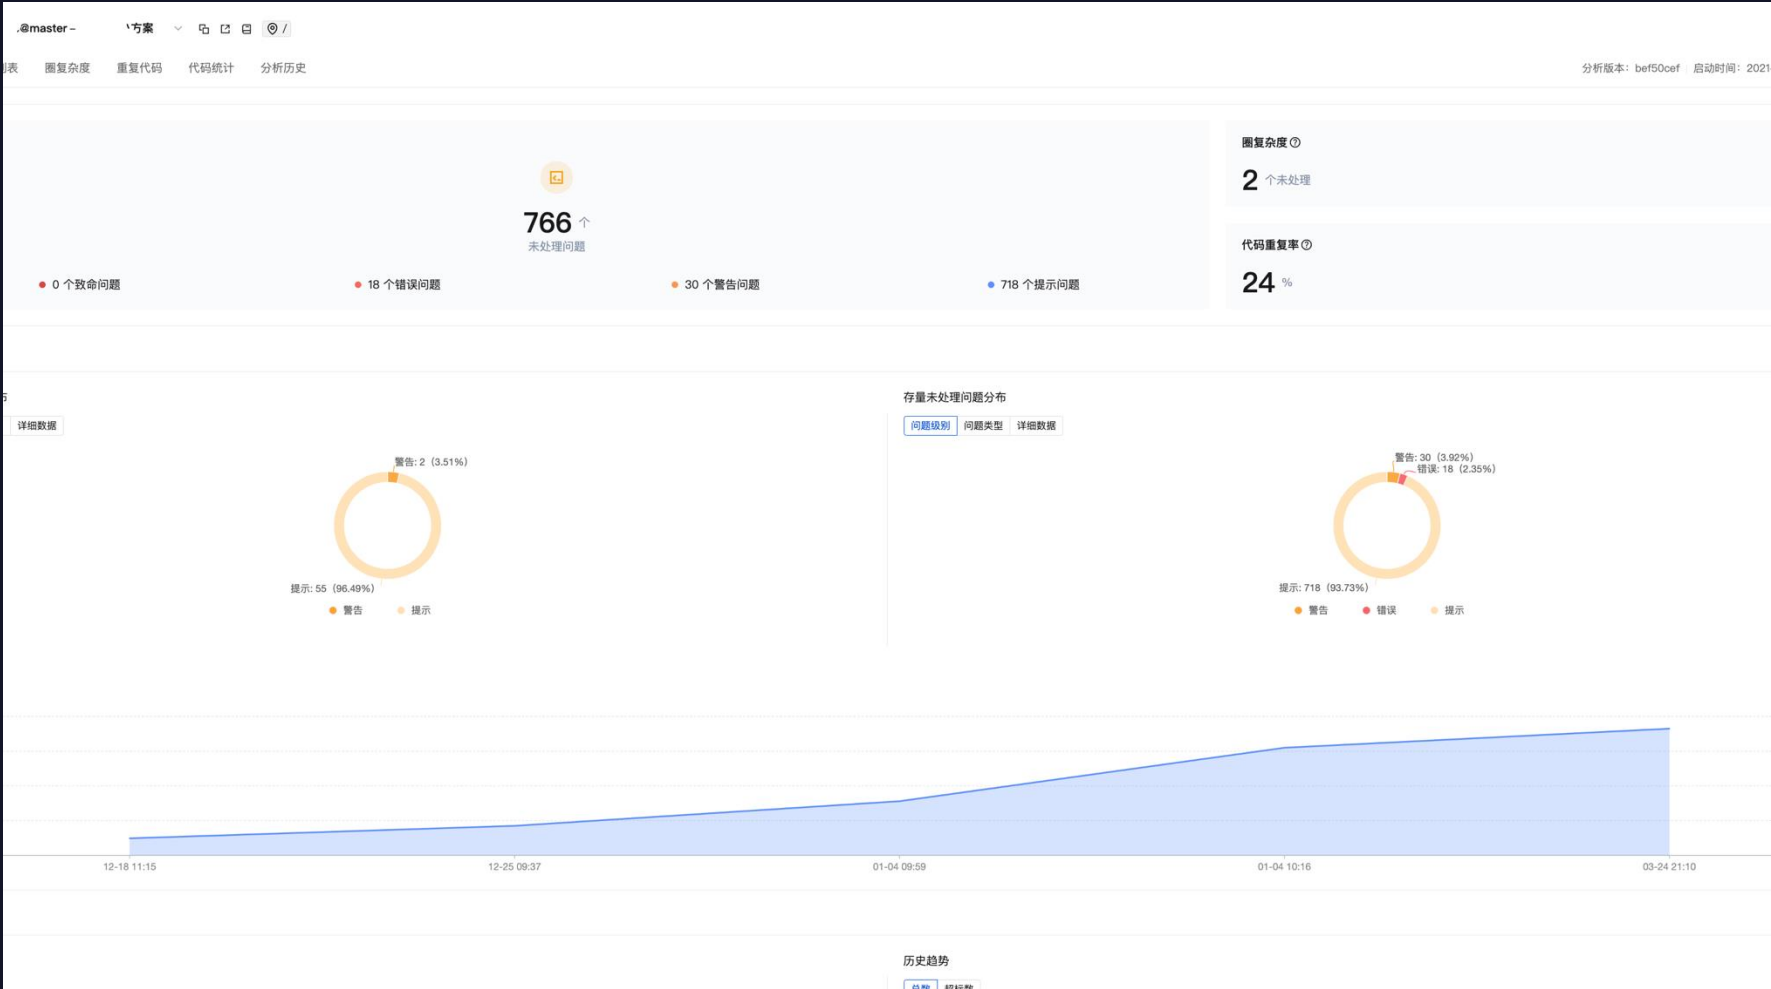 .@master – 方案
/
列表 圈复杂度 重复代码 代码统计 分析历史
分析版本: bef50cef 启动时间: 2021
圈复杂度
2 个未处理
766 个
未处理问题
0 个致命问题 18 个错误问题 30 个警告问题 718 个提示问题
代码重复率
24 %
详细数据
警告: 2 (3.51%)
提示: 55 (96.49%)
警告 提示
存量未处理问题分布
问题级别 问题类型 详细数据
警告: 30 (3.92%)
错误: 18 (2.35%)
提示: 718 (93.73%)
警告 错误 提示
12-18 11:15 12-25 09:37 01-04 09:59 01-04 10:16 03-24 21:10
历史趋势
总数 超标数